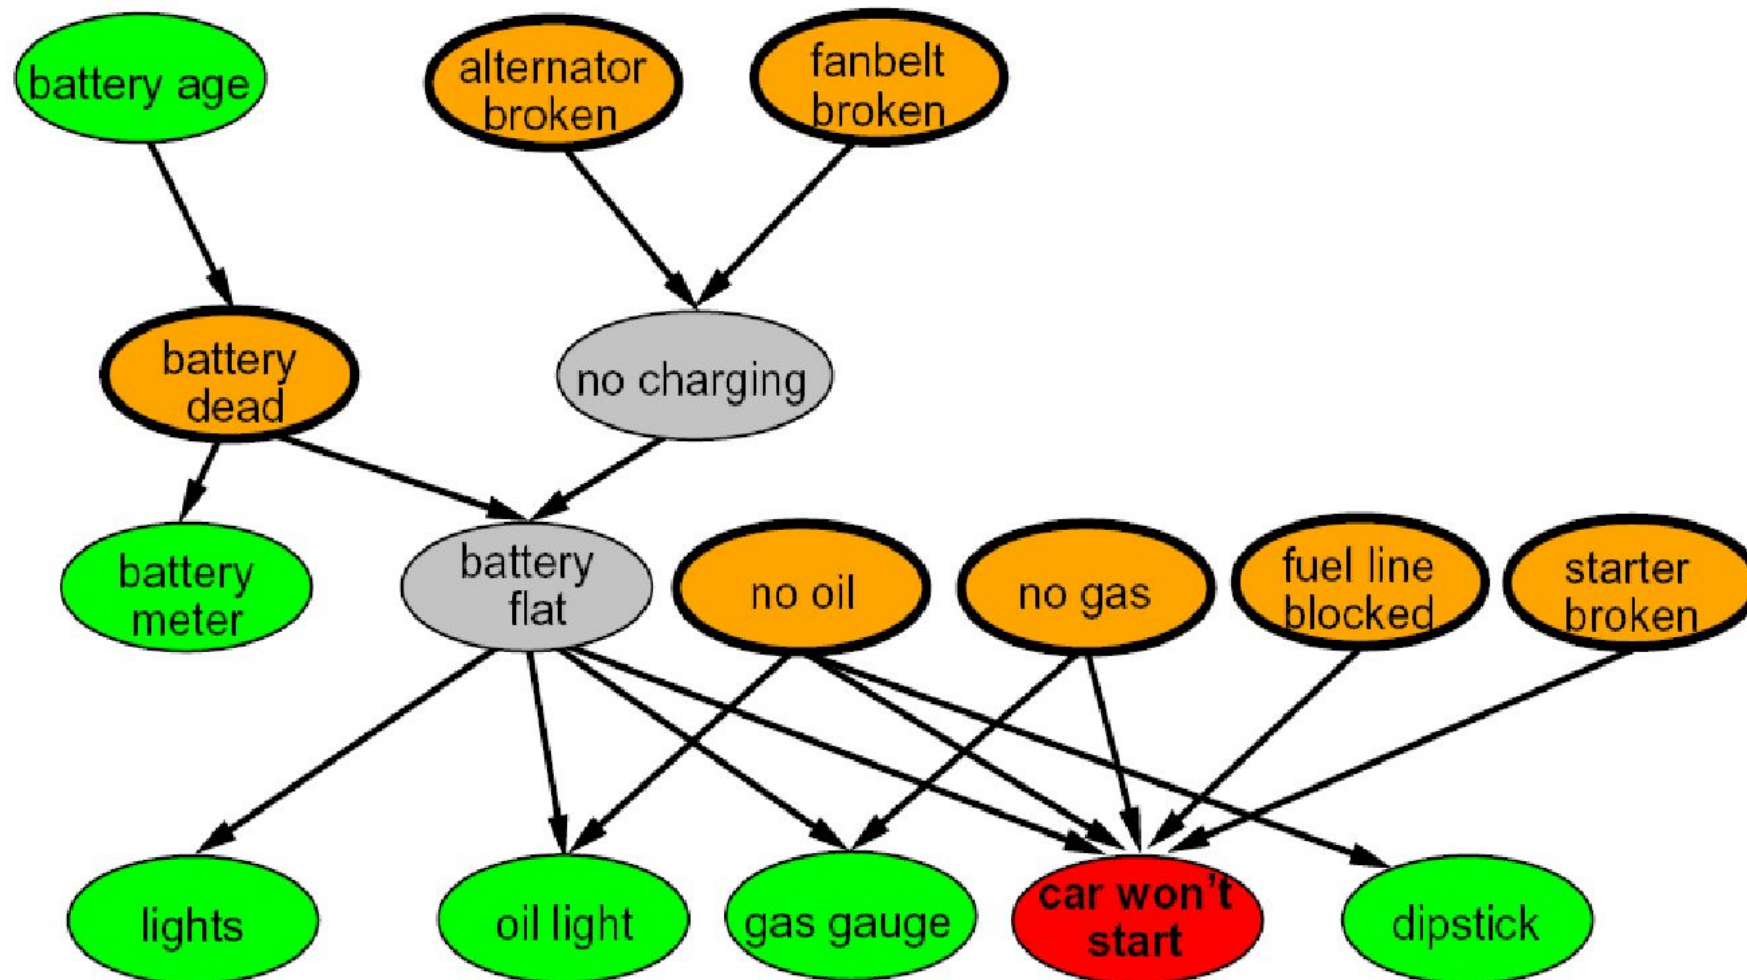 battery age
alternator
broken
fanbelt
broken
battery
dead
no charging
battery
meter
battery
flat
no oil
no gas
fuel line
blocked
starter
broken
lights
oil light
gas gauge
car won't
start
dipstick